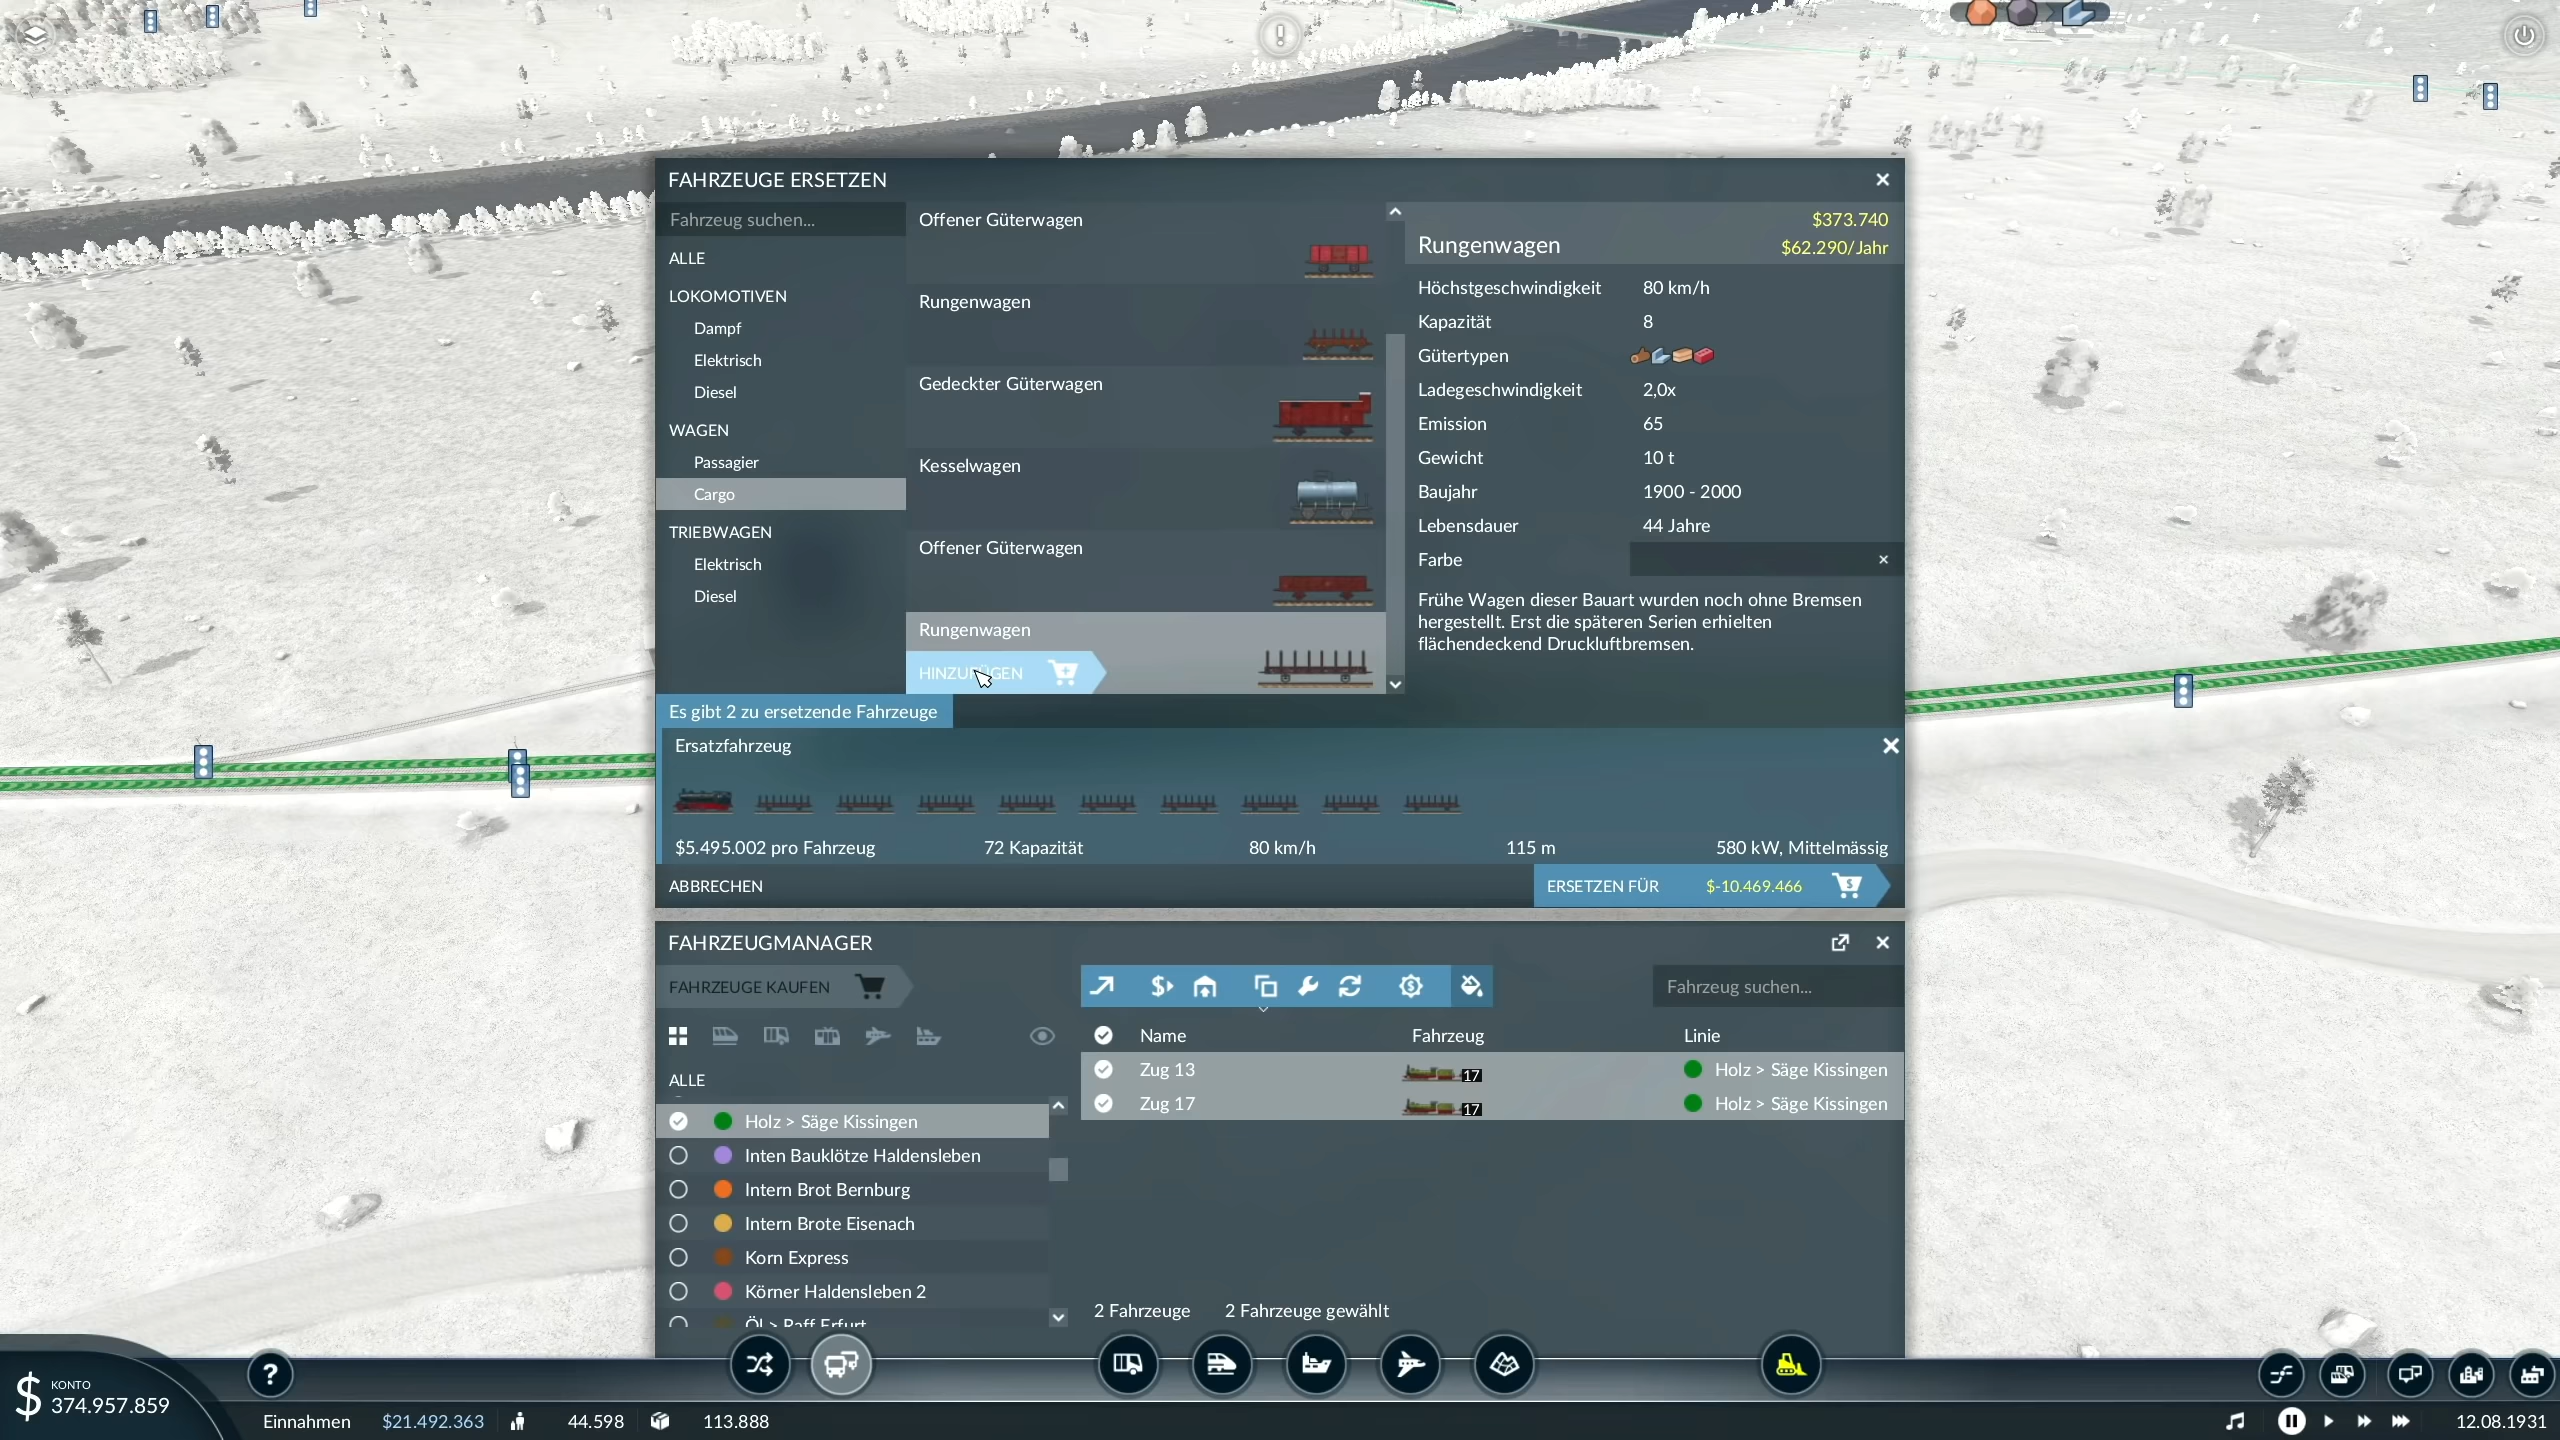 FAHRZEUGE ERSETZEN
Fahrzeug suchen...
ALLE
LOKOMOTIVEN
Dampf
Elektrisch
Diesel
WAGEN
Passagier
Cargo
TRIEBWAGEN
Elektrisch
Diesel
Offener Güterwagen
Rungenwagen
Gedeckter Güterwagen
Kesselwagen
Offener Güterwagen
Rungenwagen
HINZUFÜGEN
$373.740
Rungenwagen
$62.290/Jahr
Höchstgeschwindigkeit 80 km/h
Kapazität 8
Gütertypen
Ladegeschwindigkeit 2,0x
Emission 65
Gewicht 10 t
Baujahr 1900 - 2000
Lebensdauer 44 Jahre
Farbe
Frühe Wagen dieser Bauart wurden noch ohne Bremsen
hergestellt. Erst die späteren Serien erhielten
flächendeckend Druckluftbremsen.
Es gibt 2 zu ersetzende Fahrzeuge
Ersatzfahrzeug
$5.495.002 pro Fahrzeug 72 Kapazität 80 km/h 115 m 580 kW, Mittelmässig
ABBRECHEN
ERSETZEN FÜR $-10.469.466
FAHRZEUGMANAGER
FAHRZEUGE KAUFEN
Fahrzeug suchen...
ALLE
Holz > Säge Kissingen
Inten Bauklötze Haldensleben
Intern Brot Bernburg
Intern Brote Eisenach
Korn Express
Körner Haldensleben 2
Öl > Raff Erfurt
Name Fahrzeug Linie
Zug 13 17 Holz > Säge Kissingen
Zug 17 17 Holz > Säge Kissingen
2 Fahrzeuge 2 Fahrzeuge gewählt
?
$ KONTO
374.957.859
Einnahmen $21.492.363 44.598 113.888
12.08.1931